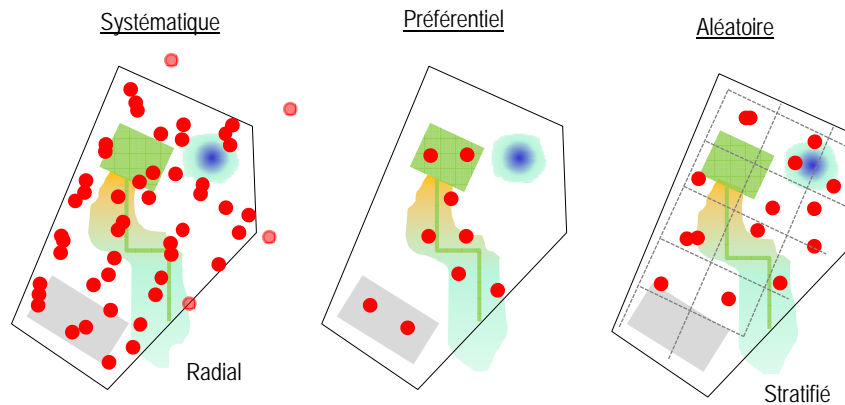 Systématique
Préférentiel
Aléatoire
Radial
Stratifié